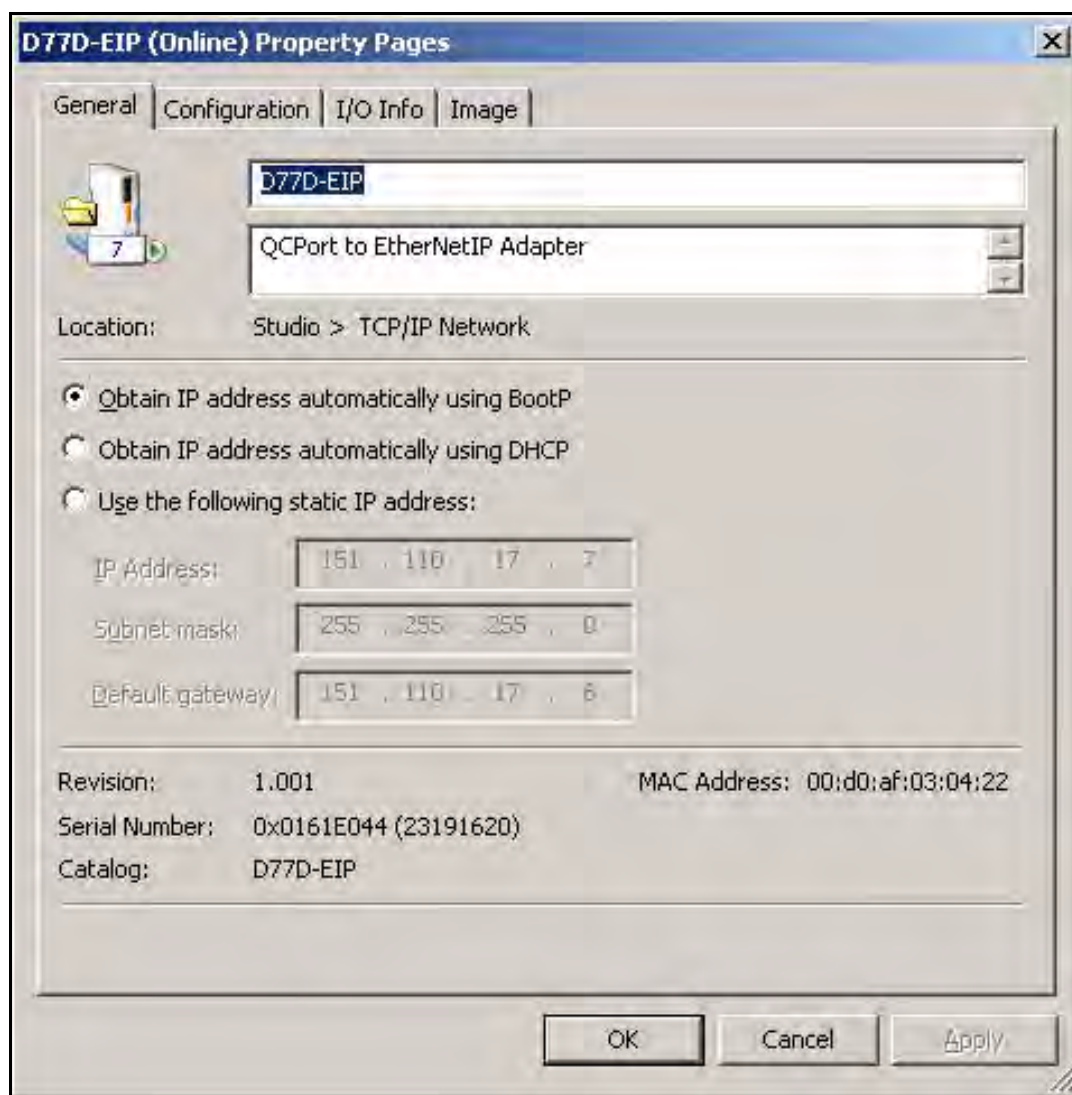 D77D-EIP (Online) Property Pages
General Configuration I/O Info Image
D77D-EIP
7
QCPort to EtherNetIP Adapter
Location: Studio > TCP/IP Network
Obtain IP address automatically using BootP
Obtain IP address automatically using DHCP
Use the following static IP address:
IP Address: 151 . 110 . 17 . 7
Subnet mask: 255 . 255 . 255 . 0
Default gateway: 151 . 110 . 17 . 6
Revision: 1.001 MAC Address: 00:d0:af:03:04:22
Serial Number: 0x0161E044 (23191620)
Catalog: D77D-EIP
OK Cancel Apply